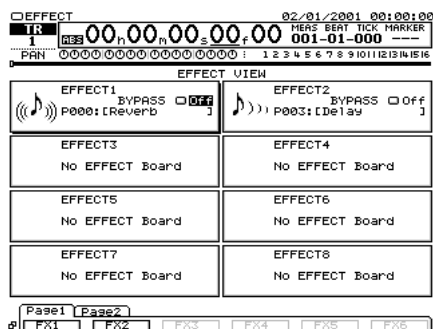 EFFECT 02/01/2001 00:00:00
TR 1 ABS 00h00m00s00f00 MEAS BEAT TICK MARKER
001-01-000 ---
PAN 1 2 3 4 5 6 7 8 9 10 11 12 13 14 15 16
EFFECT VIEW
EFFECT1
BYPASS Off
P000:[Reverb ]
EFFECT2
BYPASS Off
P003:[Delay ]
EFFECT3
No EFFECT Board
EFFECT4
No EFFECT Board
EFFECT5
No EFFECT Board
EFFECT6
No EFFECT Board
EFFECT7
No EFFECT Board
EFFECT8
No EFFECT Board
Page1 Page2
FX1 FX2 FX3 FX4 FX5 FX6